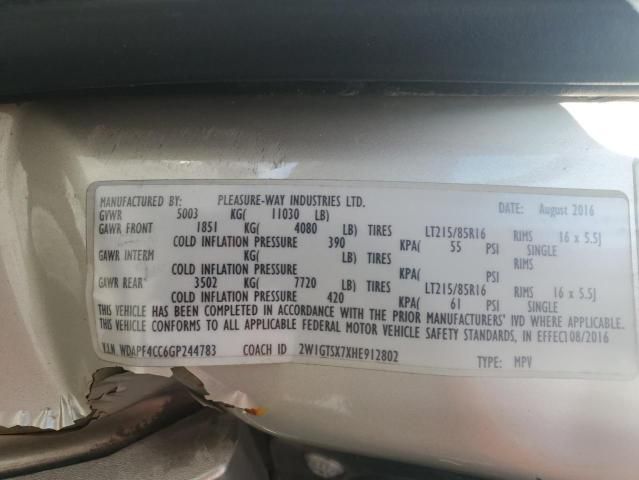 MANUFACTURED BY: PLEASURE-WAY INDUSTRIES LTD. DATE: August 2016
GVWR 5003 KG( 11030 LB)
GAWR FRONT 1851 KG( 4080 LB) TIRES LT215/85R16 RIMS 16 x 5.5J
COLD INFLATION PRESSURE 390 KPA( 55 PSI SINGLE
GAWR INTERM KG( LB) TIRES RIMS
COLD INFLATION PRESSURE KPA( PSI
GAWR REAR 3502 KG( 7720 LB) TIRES LT215/85R16 RIMS 16 x 5.5J
COLD INFLATION PRESSURE 420 KPA( 61 PSI SINGLE
THIS VEHICLE HAS BEEN COMPLETED IN ACCORDANCE WITH THE PRIOR MANUFACTURERS' IVD WHERE APPLICABLE.
THIS VEHICLE CONFORMS TO ALL APPLICABLE FEDERAL MOTOR VEHICLE SAFETY STANDARDS, IN EFFECT 08/2016
V.I.N. WDAPF4CC6GP244783 COACH ID 2W1GTSX7XHE912802 TYPE: MPV